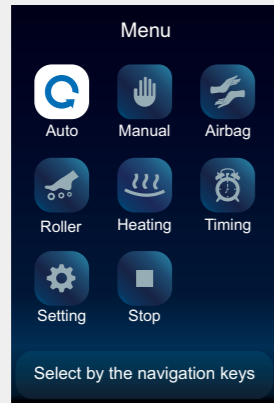 Menu
Auto Manual Airbag
Roller Heating Timing
Setting Stop
Select by the navigation keys